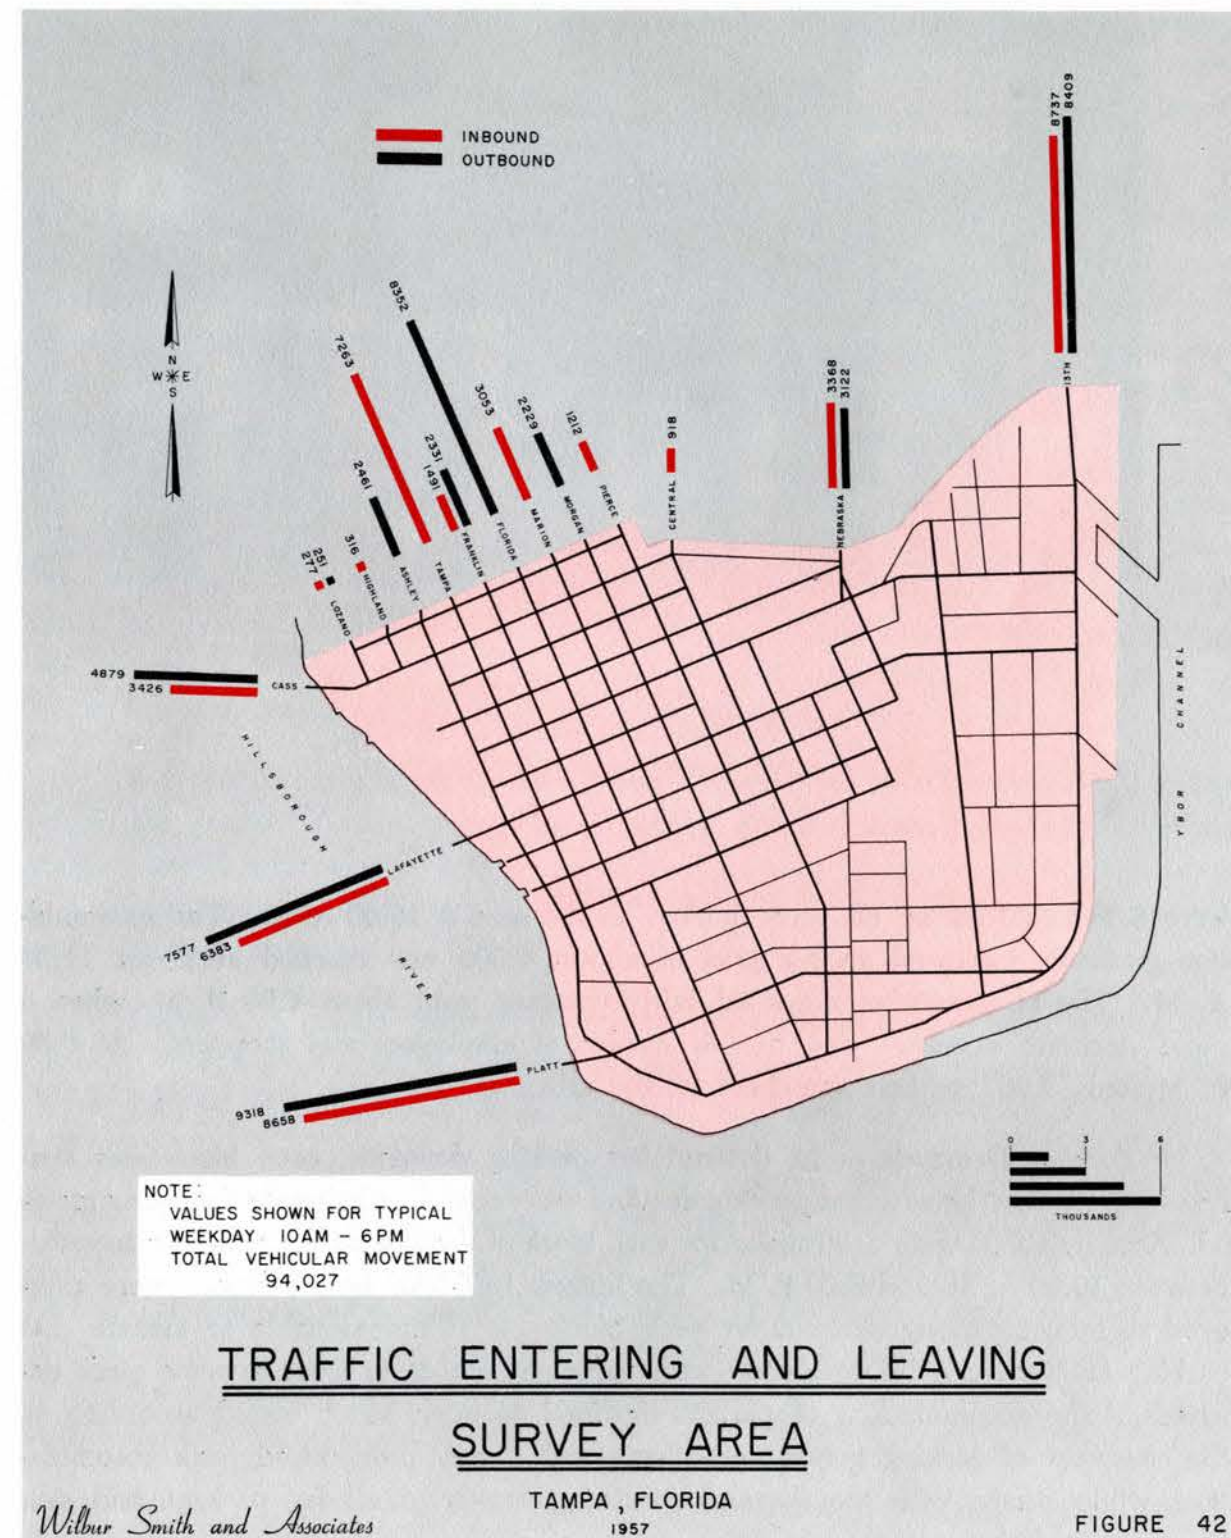 INBOUND
OUTBOUND
8737
8409
13TH
N
W E
S
8352
7263
3053
2229
1212
918
3368
3122
2461
2331
1491
316
251
277
LOZANO
HIGHLAND
ASHLEY
TAMPA
FRANKLIN
FLORIDA
MARION
MORGAN
PIERCE
CENTRAL
NEBRASKA
4879
3426
CASS
HILLSBOROUGH
RIVER
YBOR CHANNEL
LAFAYETTE
7577
6383
PLATT
9318
8658
0 3 6
THOUSANDS
NOTE:
VALUES SHOWN FOR TYPICAL
WEEKDAY 10AM - 6PM
TOTAL VEHICULAR MOVEMENT
94,027
TRAFFIC ENTERING AND LEAVING
SURVEY AREA
TAMPA, FLORIDA
1957
Wilbur Smith and Associates
FIGURE 42